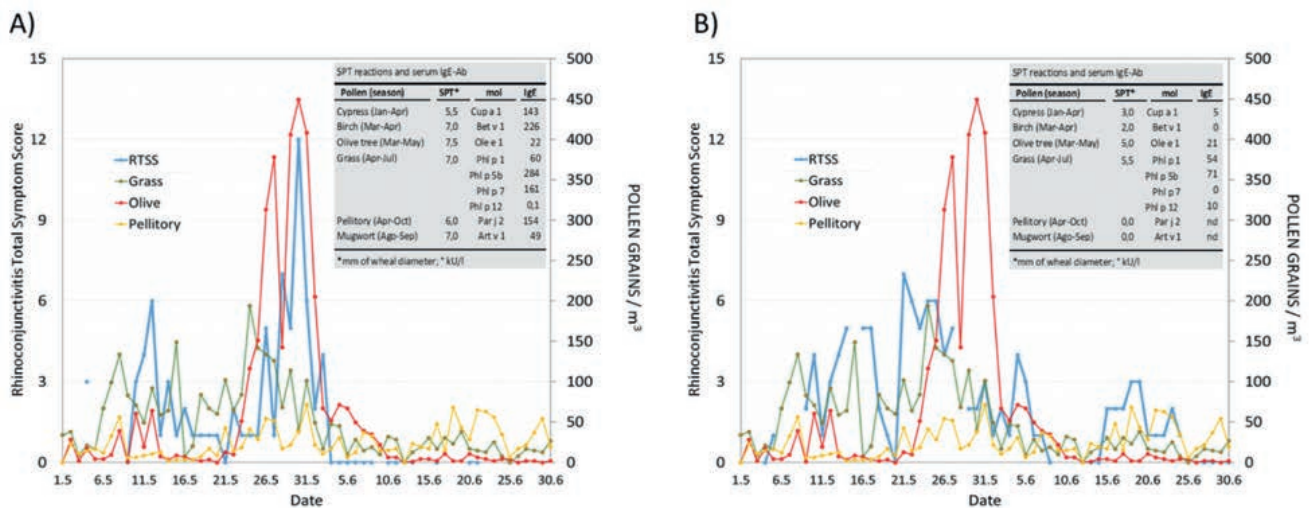 A)
15
12
9
6
3
0
Rhinoconjunctivitis Total Symptom Score
RTSS
Grass
Olive
Pellitory
SPT reactions and serum IgE-Ab
Pollen (season) SPT* mol IgE
Cypress (Jan-Apr) 5,5 Cup a 1 143
Birch (Mar-Apr) 7,0 Bet v 1 226
Olive tree (Mar-May) 7,5 Ole e 1 22
Grass (Apr-Jul) 7,0 Phl p 1 60
Phl p 5b 284
Phl p 7 161
Phl p 12 0,1
Pellitory (Apr-Oct) 6,0 Par j 2 154
Mugwort (Ago-Sep) 7,0 Art v 1 49
*mm of wheal diameter; ° kU/l
500
450
400
350
300
250
200
150
100
50
0
POLLEN GRAINS / m³
1.5 6.5 11.5 16.5 21.5 26.5 31.5 5.6 10.6 15.6 20.6 25.6 30.6
Date
B)
15
12
9
6
3
0
Rhinoconjunctivitis Total Symptom Score
RTSS
Grass
Olive
Pellitory
SPT reactions and serum IgE-Ab
Pollen (season) SPT* mol IgE
Cypress (Jan-Apr) 3,0 Cup a 1 5
Birch (Mar-Apr) 2,0 Bet v 1 0
Olive tree (Mar-May) 5,0 Ole e 1 21
Grass (Apr-Jul) 5,5 Phl p 1 54
Phl p 5b 71
Phl p 7 0
Phl p 12 10
Pellitory (Apr-Oct) 0,0 Par j 2 nd
Mugwort (Ago-Sep) 0,0 Art v 1 nd
*mm of wheal diameter; ° kU/l
500
450
400
350
300
250
200
150
100
50
0
POLLEN GRAINS / m³
1.5 6.5 11.5 16.5 21.5 26.5 31.5 5.6 10.6 15.6 20.6 25.6 30.6
Date